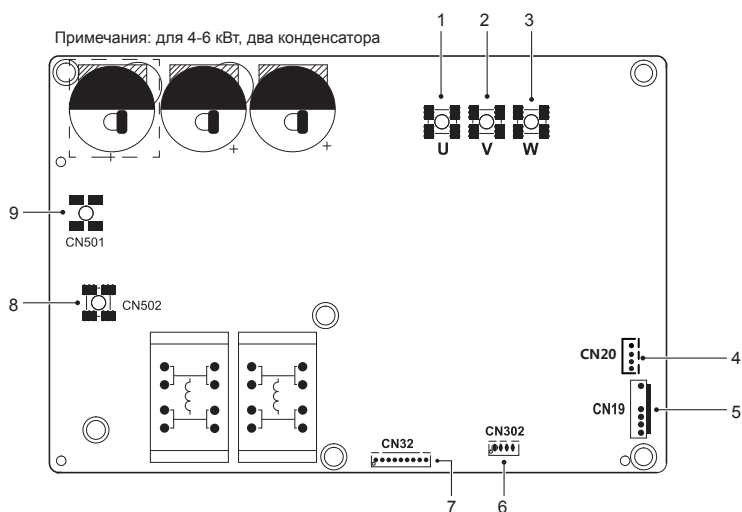 Примечания: для 4-6 кВт, два конденсатора
1
2
3
U
V
W
9
CN501
8
CN502
CN20
4
CN19
5
CN302
CN32
7
6
+
+
+